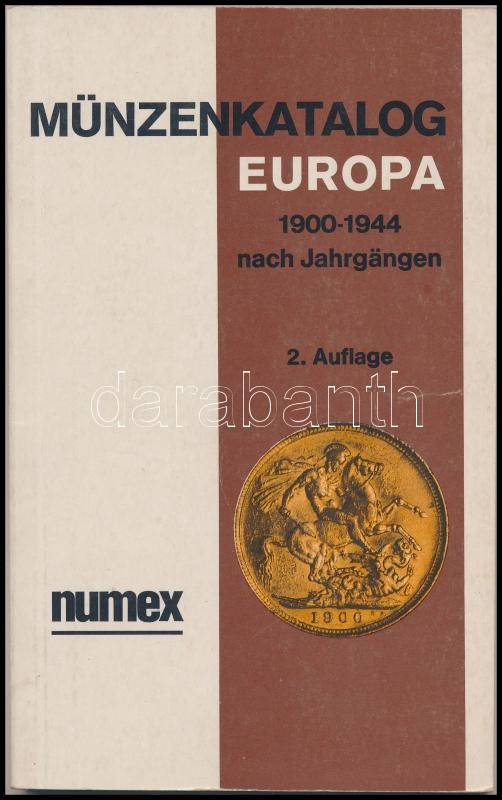 MÜNZENKATALOG
EUROPA
1900-1944
nach Jahrgängen
2. Auflage
darabanth
numex
1900